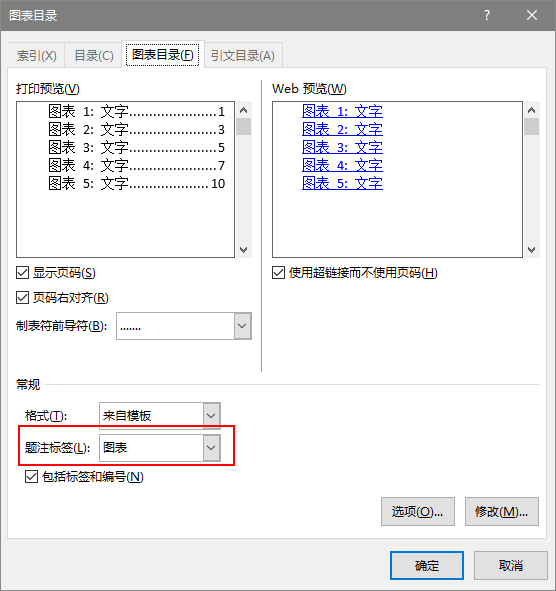 图表目录
索引(X) 目录(C) 图表目录(F) 引文目录(A)
打印预览(V)
图表 1: 文字......................1
图表 2: 文字......................3
图表 3: 文字......................5
图表 4: 文字......................7
图表 5: 文字....................10
Web 预览(W)
图表 1: 文字
图表 2: 文字
图表 3: 文字
图表 4: 文字
图表 5: 文字
显示页码(S)
页码右对齐(R)
制表符前导符(B): .......
使用超链接而不使用页码(H)
常规
格式(T): 来自模板
题注标签(L): 图表
包括标签和编号(N)
选项(O)... 修改(M)...
确定 取消